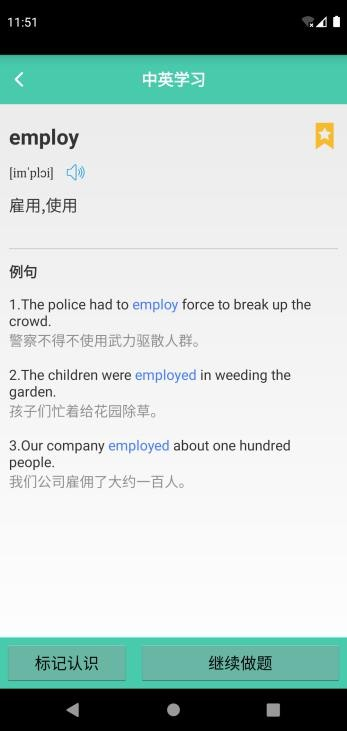 11:51
中英学习
employ
[im'plɔi]
雇用,使用
例句
1.The police had to employ force to break up the
crowd.
警察不得不使用武力驱散人群。
2.The children were employed in weeding the
garden.
孩子们忙着给花园除草。
3.Our company employed about one hundred
people.
我们公司雇佣了大约一百人。
标记认识
继续做题